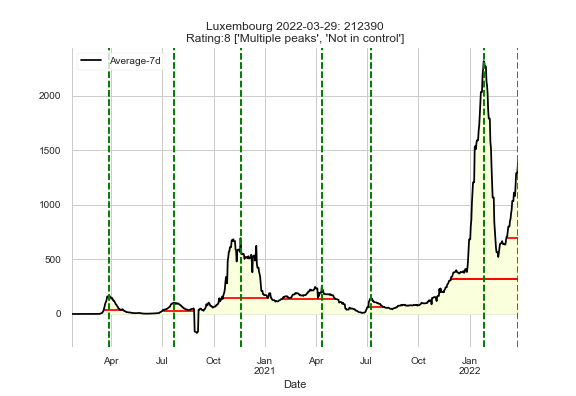 Luxembourg 2022-03-29: 212390
Rating:8 ['Multiple peaks', 'Not in control']
Average-7d
2000
1500
1000
500
0
Apr Jul Oct Jan Apr Jul Oct Jan
2021 2022
Date